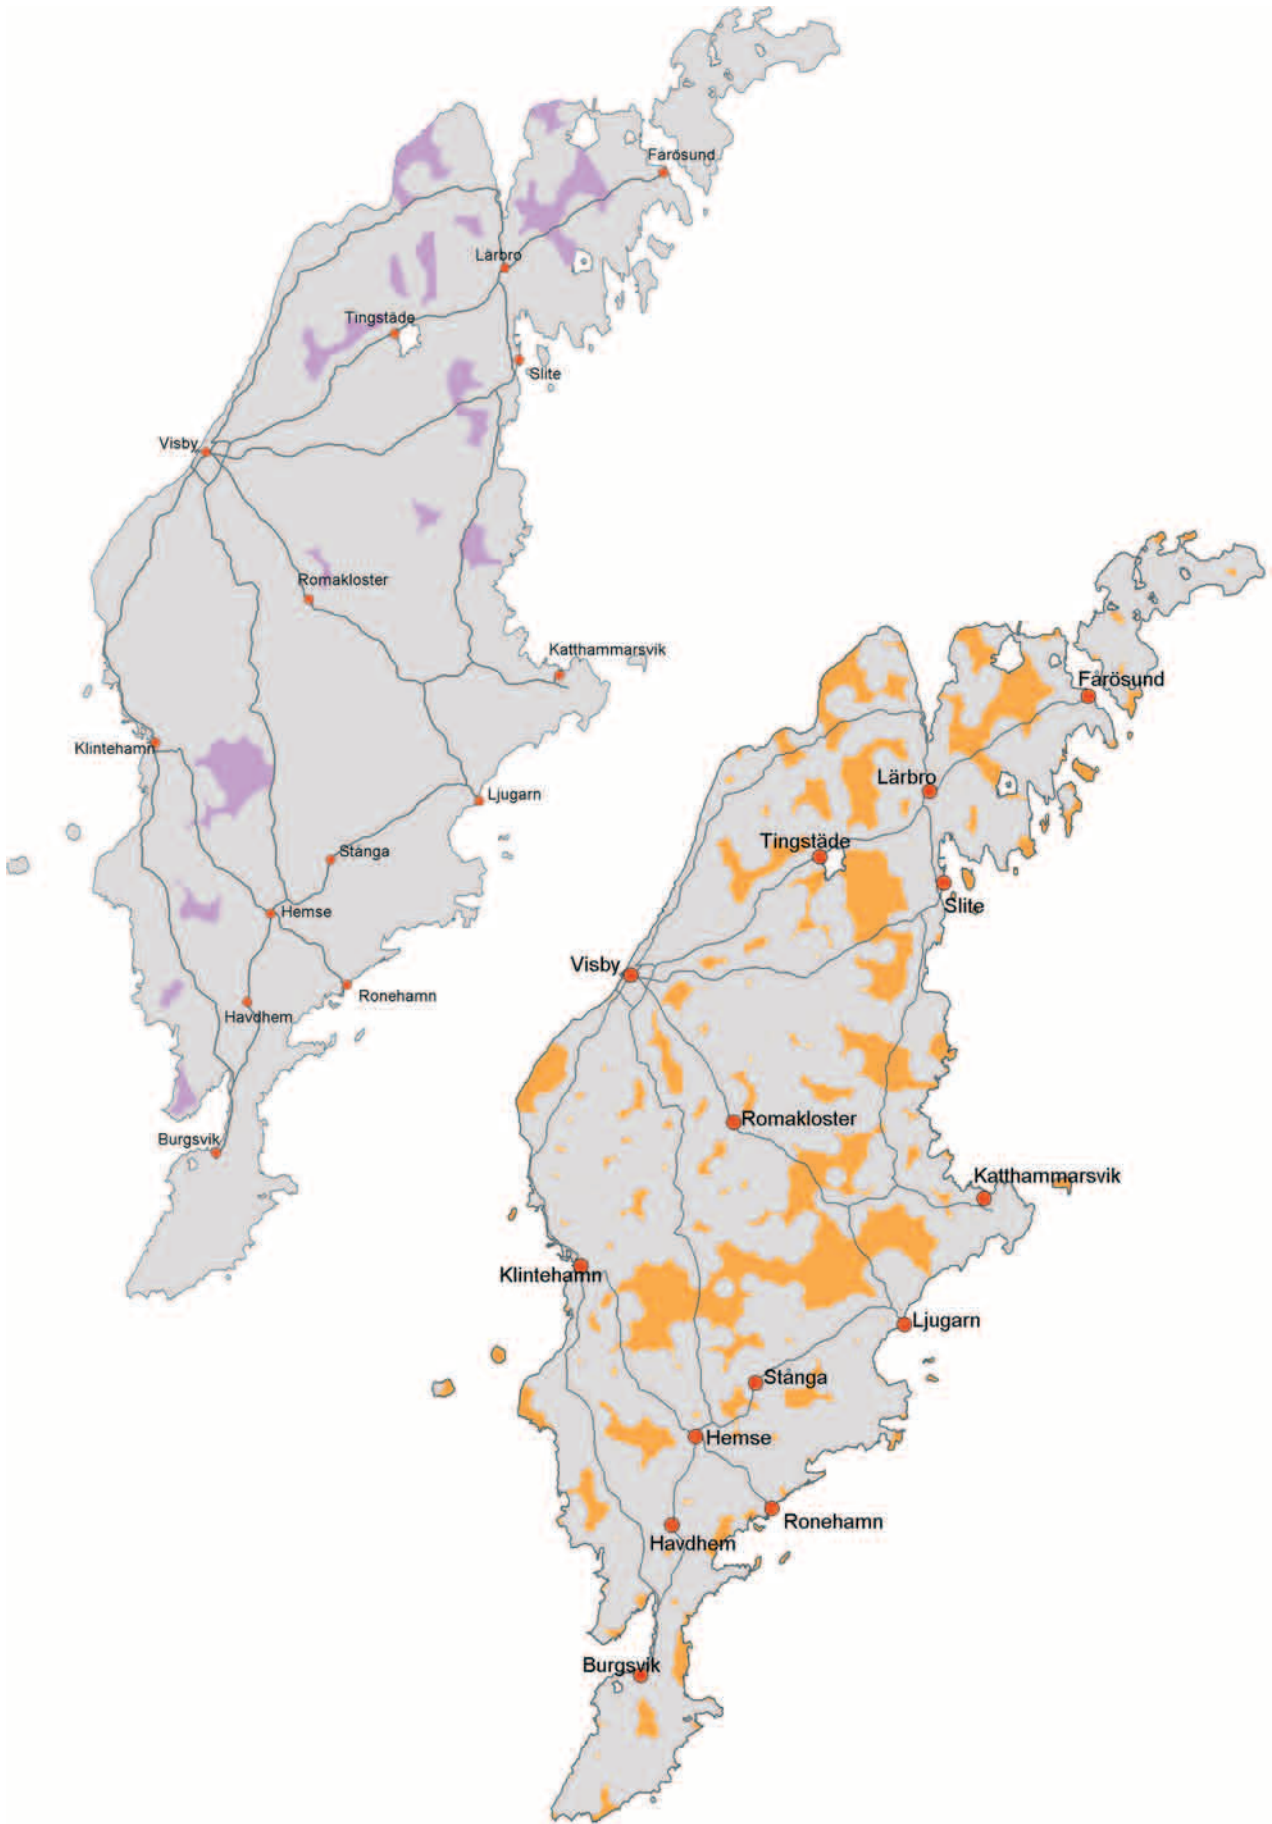 Fårösund
Lärbro
Tingstäde
Slite
Visby
Romakloster
Katthammarsvik
Klintehamn
Ljugarn
Stånga
Hemse
Ronehamn
Havdhem
Burgsvik
Fårösund
Lärbro
Tingstäde
Slite
Visby
Romakloster
Katthammarsvik
Klintehamn
Ljugarn
Stånga
Hemse
Ronehamn
Havdhem
Burgsvik